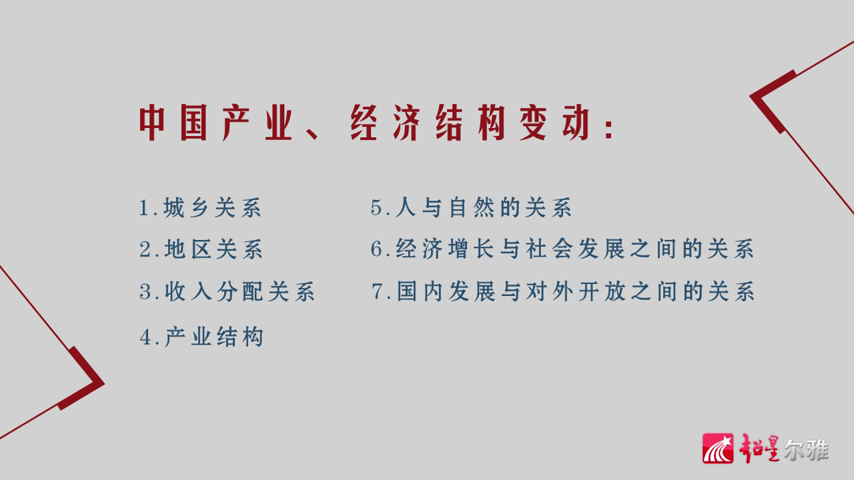 中国产业、经济结构变动：
1.城乡关系
2.地区关系
3.收入分配关系
4.产业结构
5.人与自然的关系
6.经济增长与社会发展之间的关系
7.国内发展与对外开放之间的关系
超星尔雅